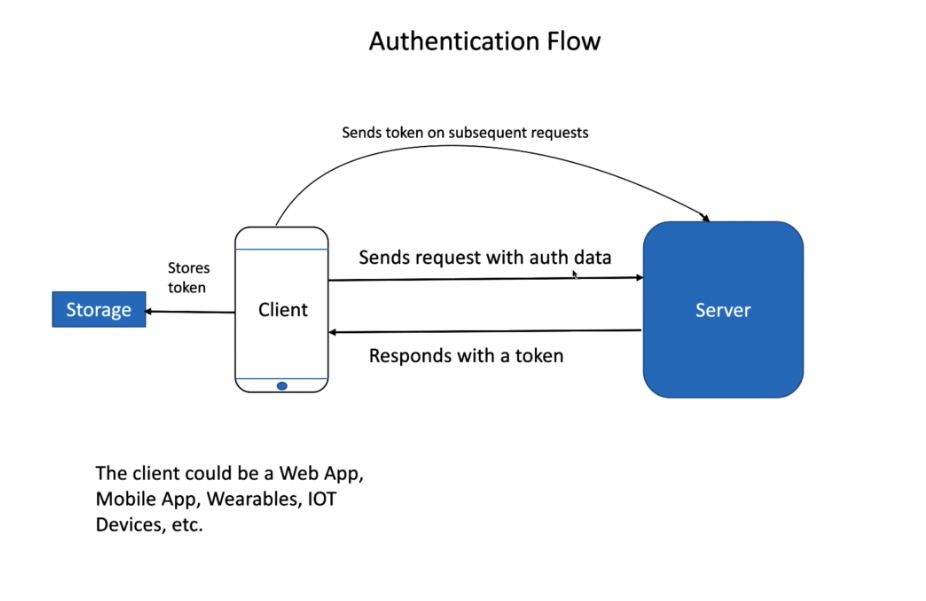 Authentication Flow
Sends token on subsequent requests
Sends request with auth data
Stores
token
Storage
Client
Server
Responds with a token
The client could be a Web App,
Mobile App, Wearables, IOT
Devices, etc.